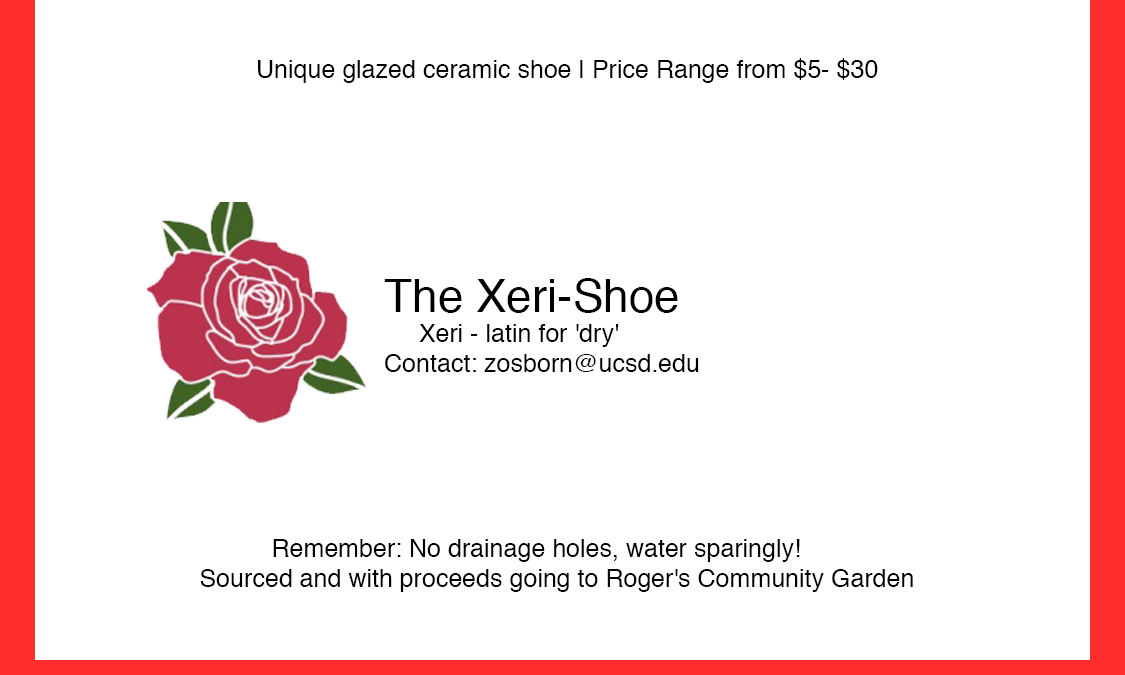 Unique glazed ceramic shoe | Price Range from $5- $30
The Xeri-Shoe
Xeri - latin for 'dry'
Contact: zosborn@ucsd.edu
Remember: No drainage holes, water sparingly!
Sourced and with proceeds going to Roger's Community Garden